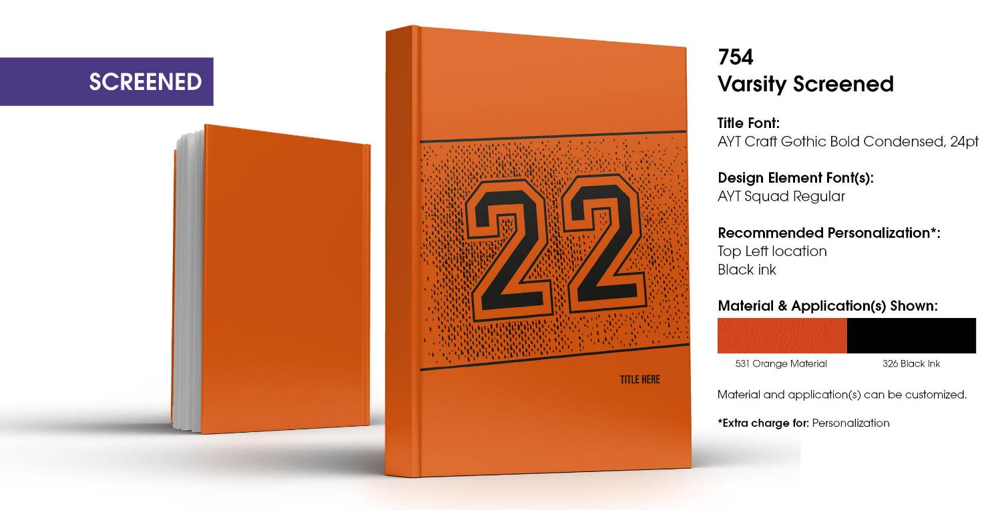 SCREENED
22
TITLE HERE
754
Varsity Screened
Title Font:
AYT Craft Gothic Bold Condensed, 24pt
Design Element Font(s):
AYT Squad Regular
Recommended Personalization*:
Top Left location
Black ink
Material & Application(s) Shown:
531 Orange Material
326 Black Ink
Material and application(s) can be customized.
*Extra charge for: Personalization